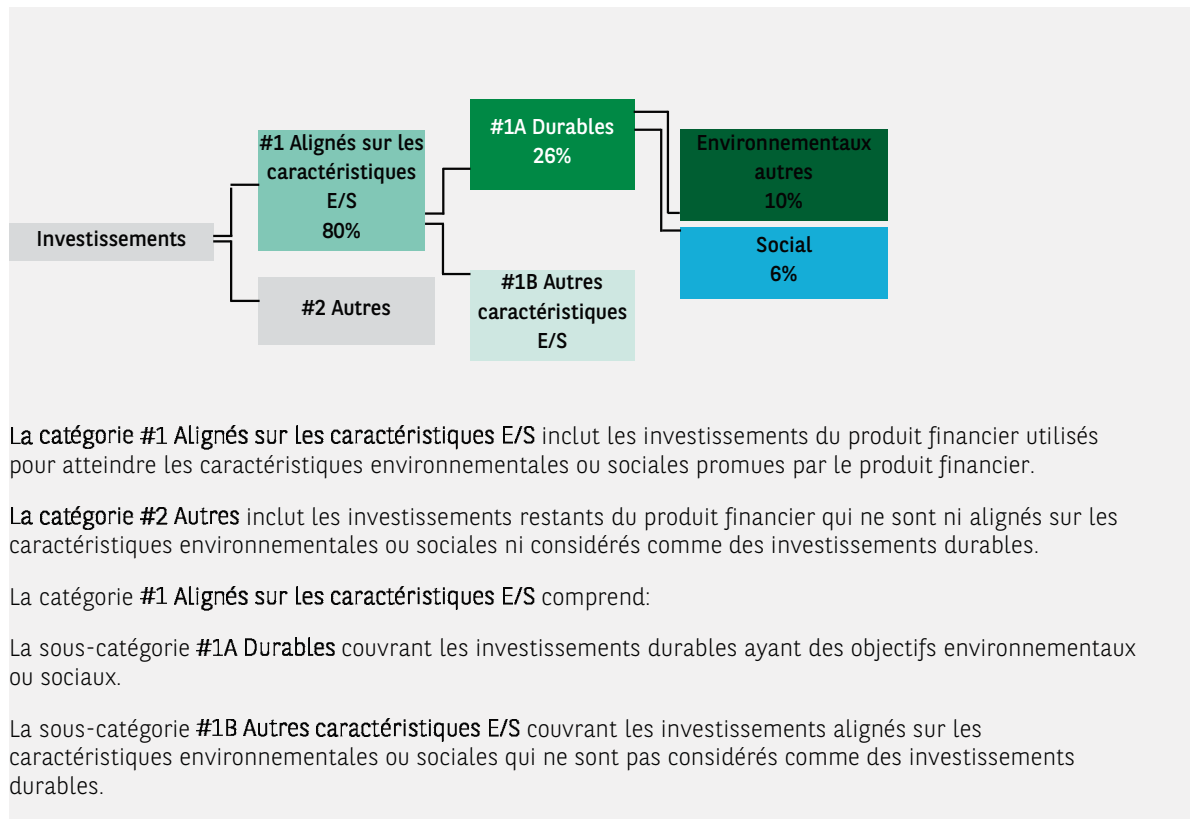 #1A Durables
26%
#1 Alignés sur les
caractéristiques
E/S
80%
Environnementaux
autres
10%
Investissements
Social
6%
#2 Autres
#1B Autres
caractéristiques
E/S
La catégorie #1 Alignés sur les caractéristiques E/S inclut les investissements du produit financier utilisés
pour atteindre les caractéristiques environnementales ou sociales promues par le produit financier.
La catégorie #2 Autres inclut les investissements restants du produit financier qui ne sont ni alignés sur les
caractéristiques environnementales ou sociales ni considérés comme des investissements durables.
La catégorie #1 Alignés sur les caractéristiques E/S comprend:
La sous-catégorie #1A Durables couvrant les investissements durables ayant des objectifs environnementaux
ou sociaux.
La sous-catégorie #1B Autres caractéristiques E/S couvrant les investissements alignés sur les
caractéristiques environnementales ou sociales qui ne sont pas considérés comme des investissements
durables.